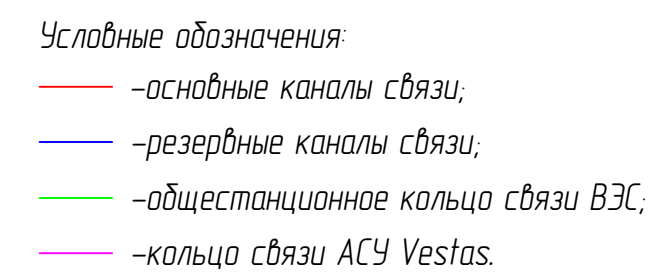 Условные обозначения:
-основные каналы связи;
-резервные каналы связи;
-общестанционное кольцо связи ВЭС;
-кольцо связи АСУ Vestas.